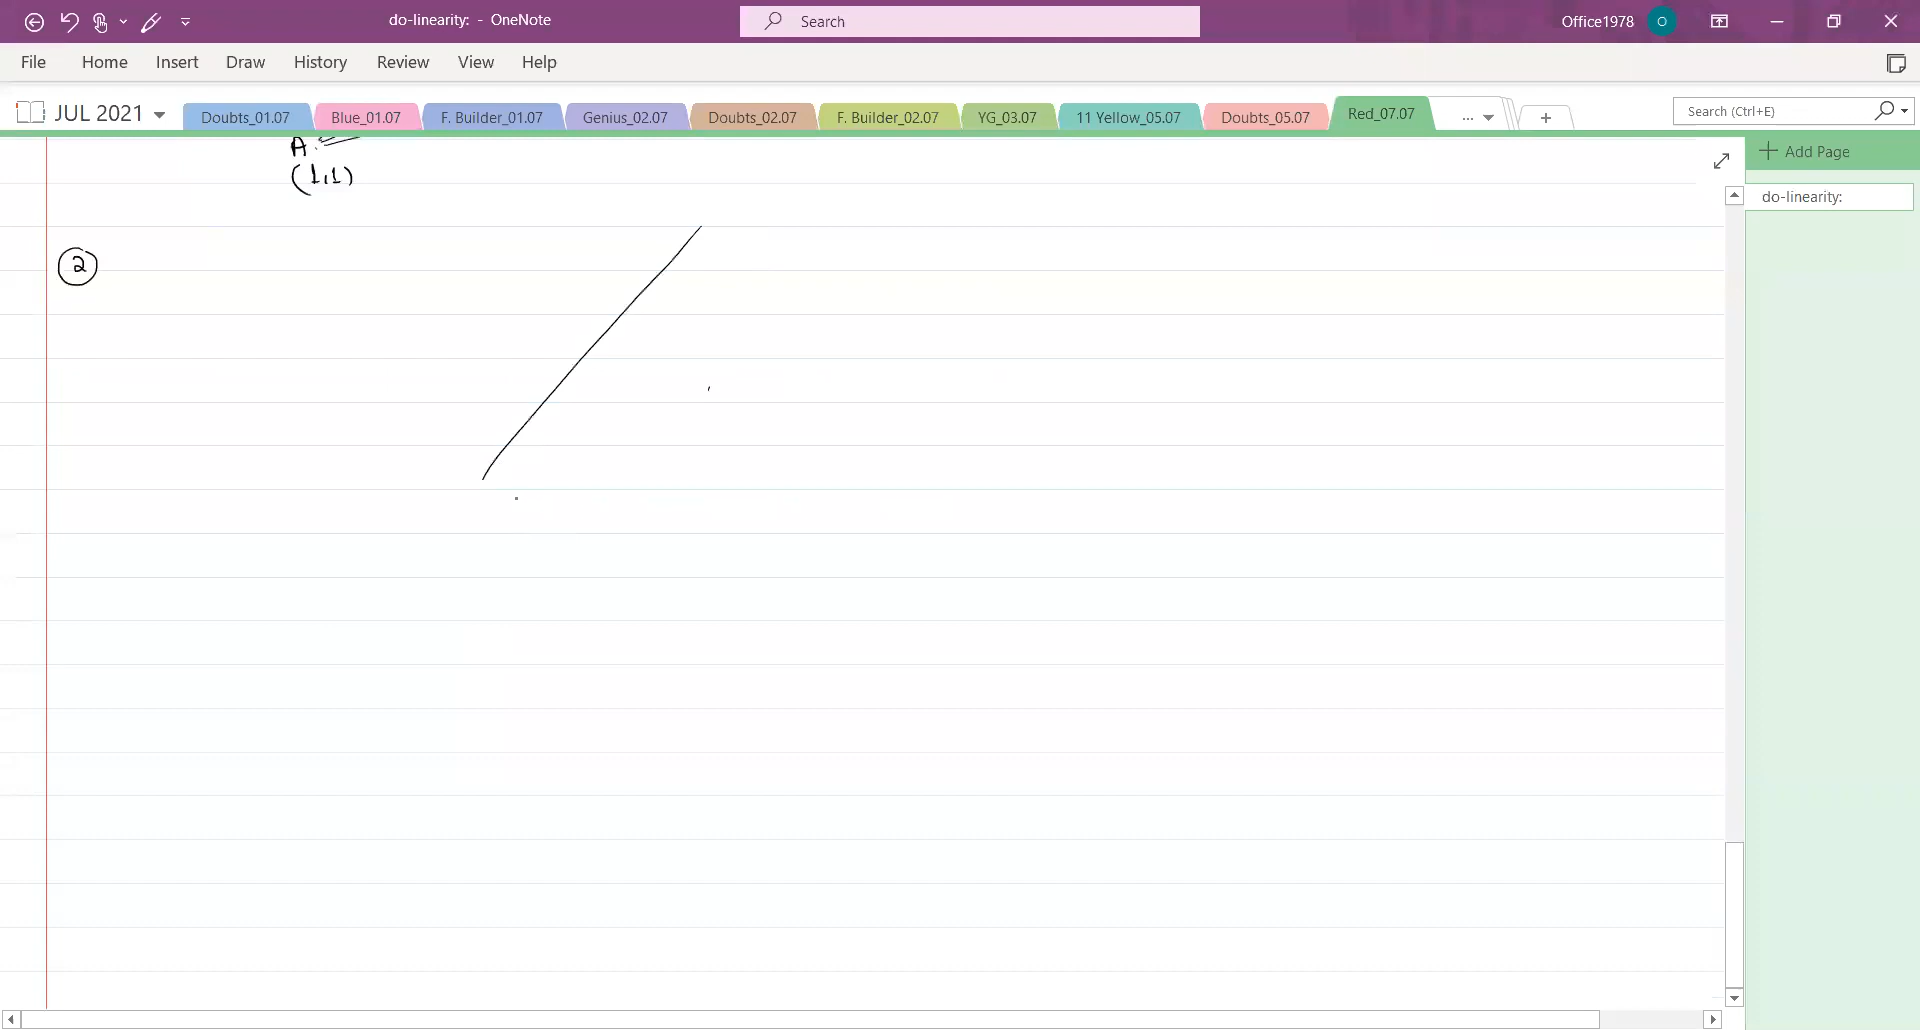 do-linearity: - OneNote
Search
Office1978
O
File Home Insert Draw History Review View Help
JUL 2021
Doubts_01.07 Blue_01.07 F. Builder_01.07 Genius_02.07 Doubts_02.07 F. Builder_02.07 YG_03.07 11 Yellow_05.07 Doubts_05.07 Red_07.07 ... +
Search (Ctrl+E)
Add Page
do-linearity:
A
(1,1)
2